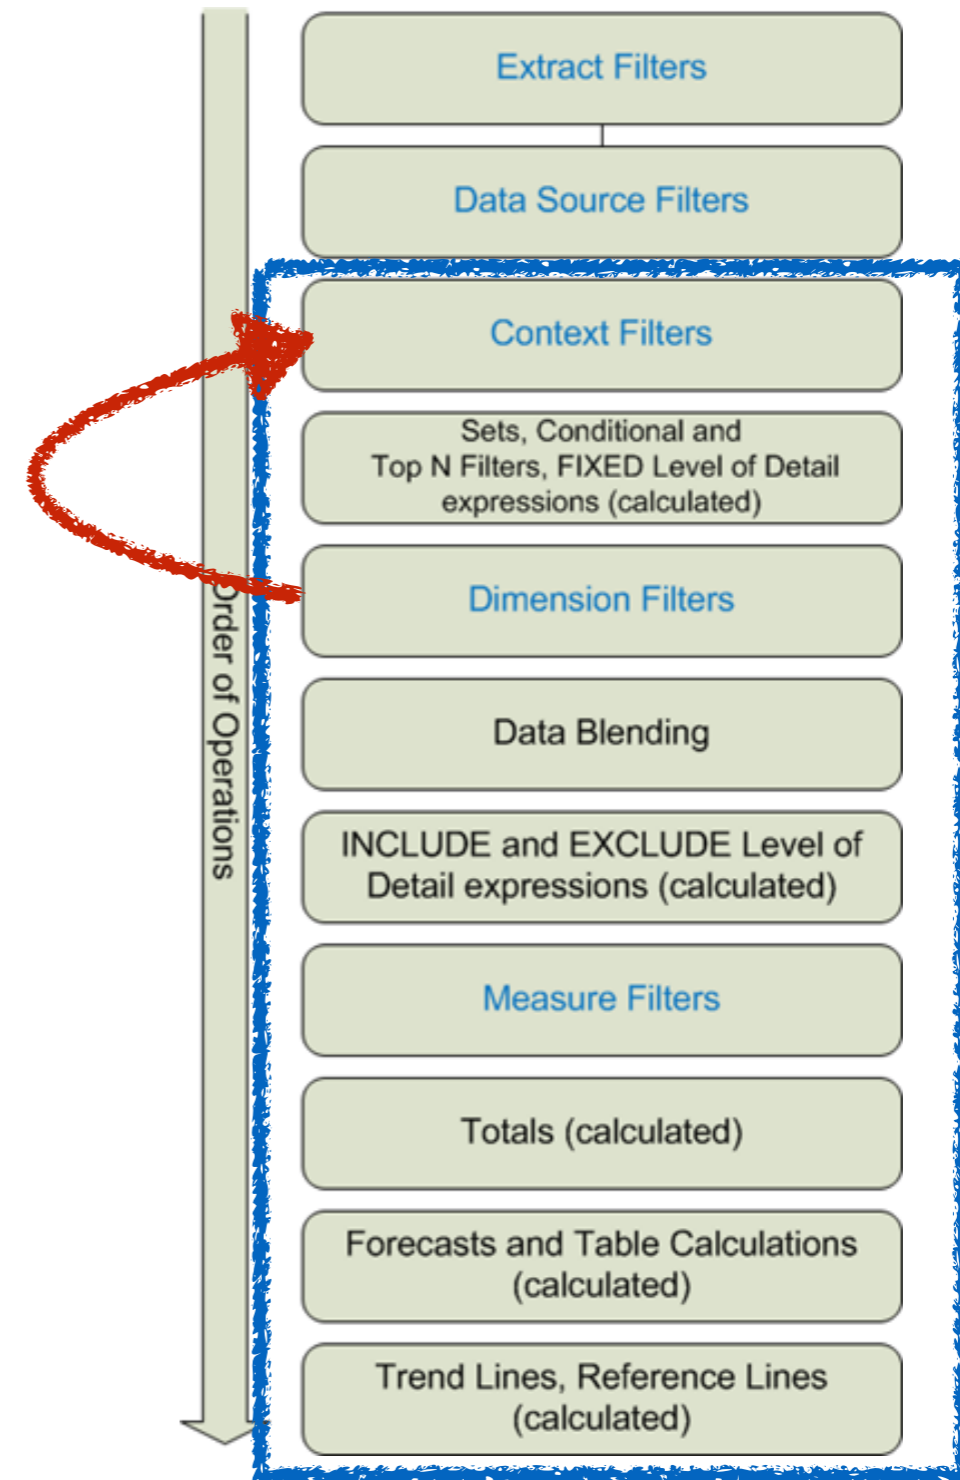 Extract Filters
Data Source Filters
Context Filters
Sets, Conditional and
Top N Filters, FIXED Level of Detail
expressions (calculated)
Dimension Filters
Order of Operations
Data Blending
INCLUDE and EXCLUDE Level of
Detail expressions (calculated)
Measure Filters
Totals (calculated)
Forecasts and Table Calculations
(calculated)
Trend Lines, Reference Lines
(calculated)